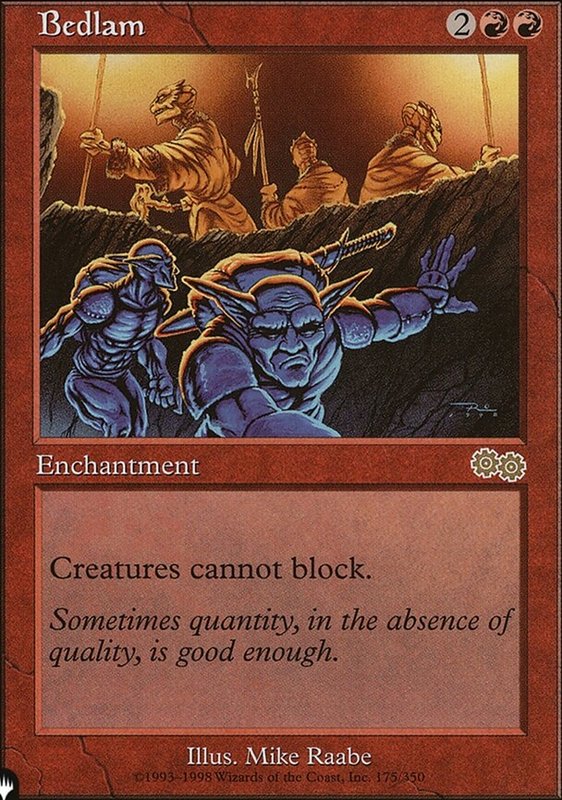 Bedlam 2
Enchantment
Creatures cannot block.
Sometimes quantity, in the absence of
quality, is good enough.
Illus. Mike Raabe
©1993–1998 Wizards of the Coast, Inc. 175/350